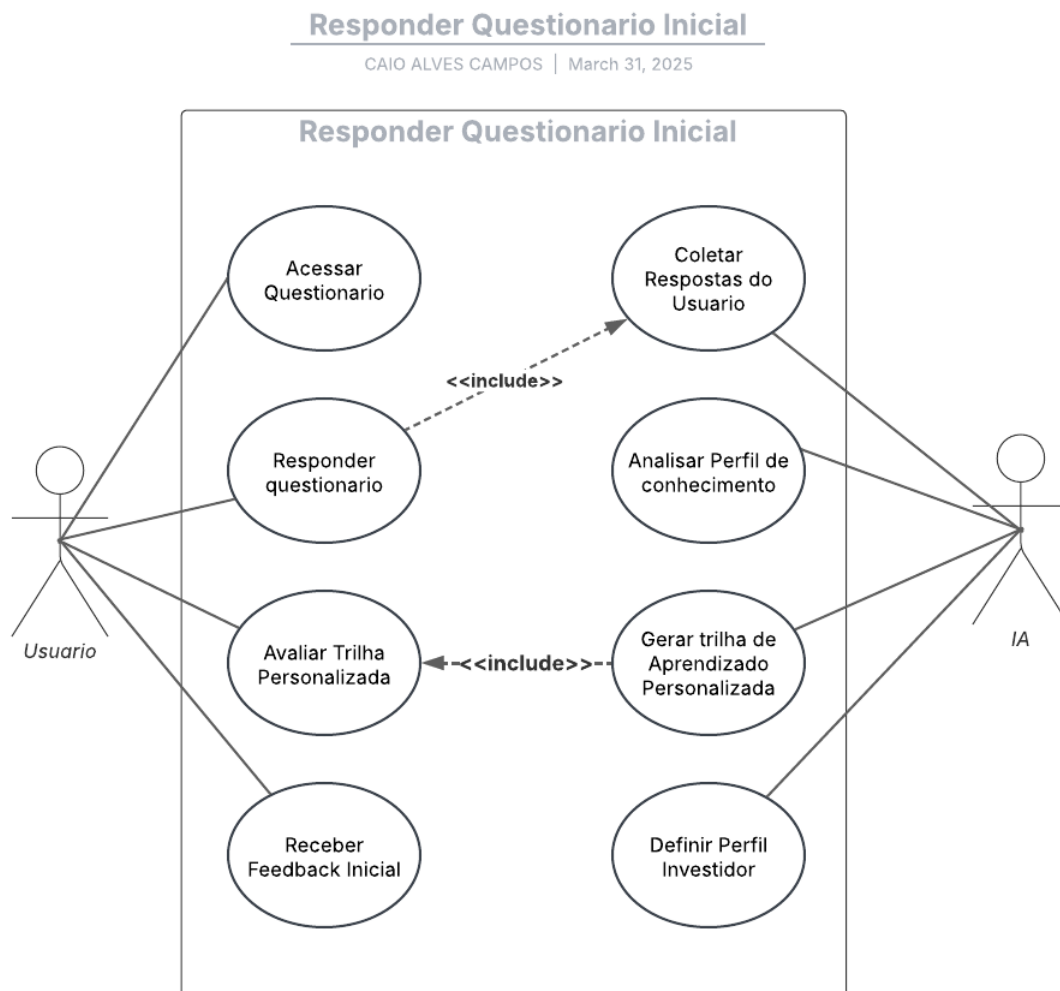 Responder Questionario Inicial
CAIO ALVES CAMPOS | March 31, 2025
Responder Questionario Inicial
Acessar
Questionario
Coletar
Respostas do
Usuario
<<include>>
Responder
questionario
Analisar Perfil de
conhecimento
Usuario
IA
Avaliar Trilha
Personalizada
<<include>>
Gerar trilha de
Aprendizado
Personalizada
Receber
Feedback Inicial
Definir Perfil
Investidor